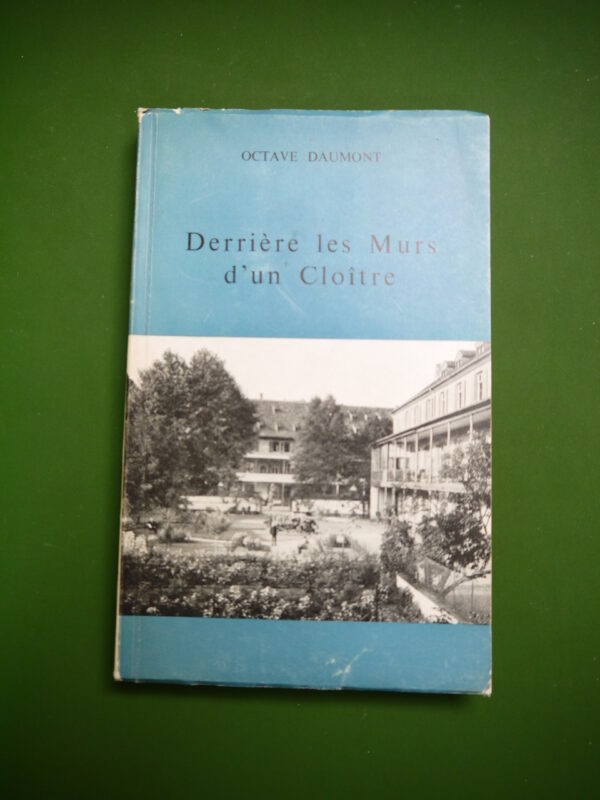 OCTAVE DAUMONT
Derrière les Murs
d'un Cloître